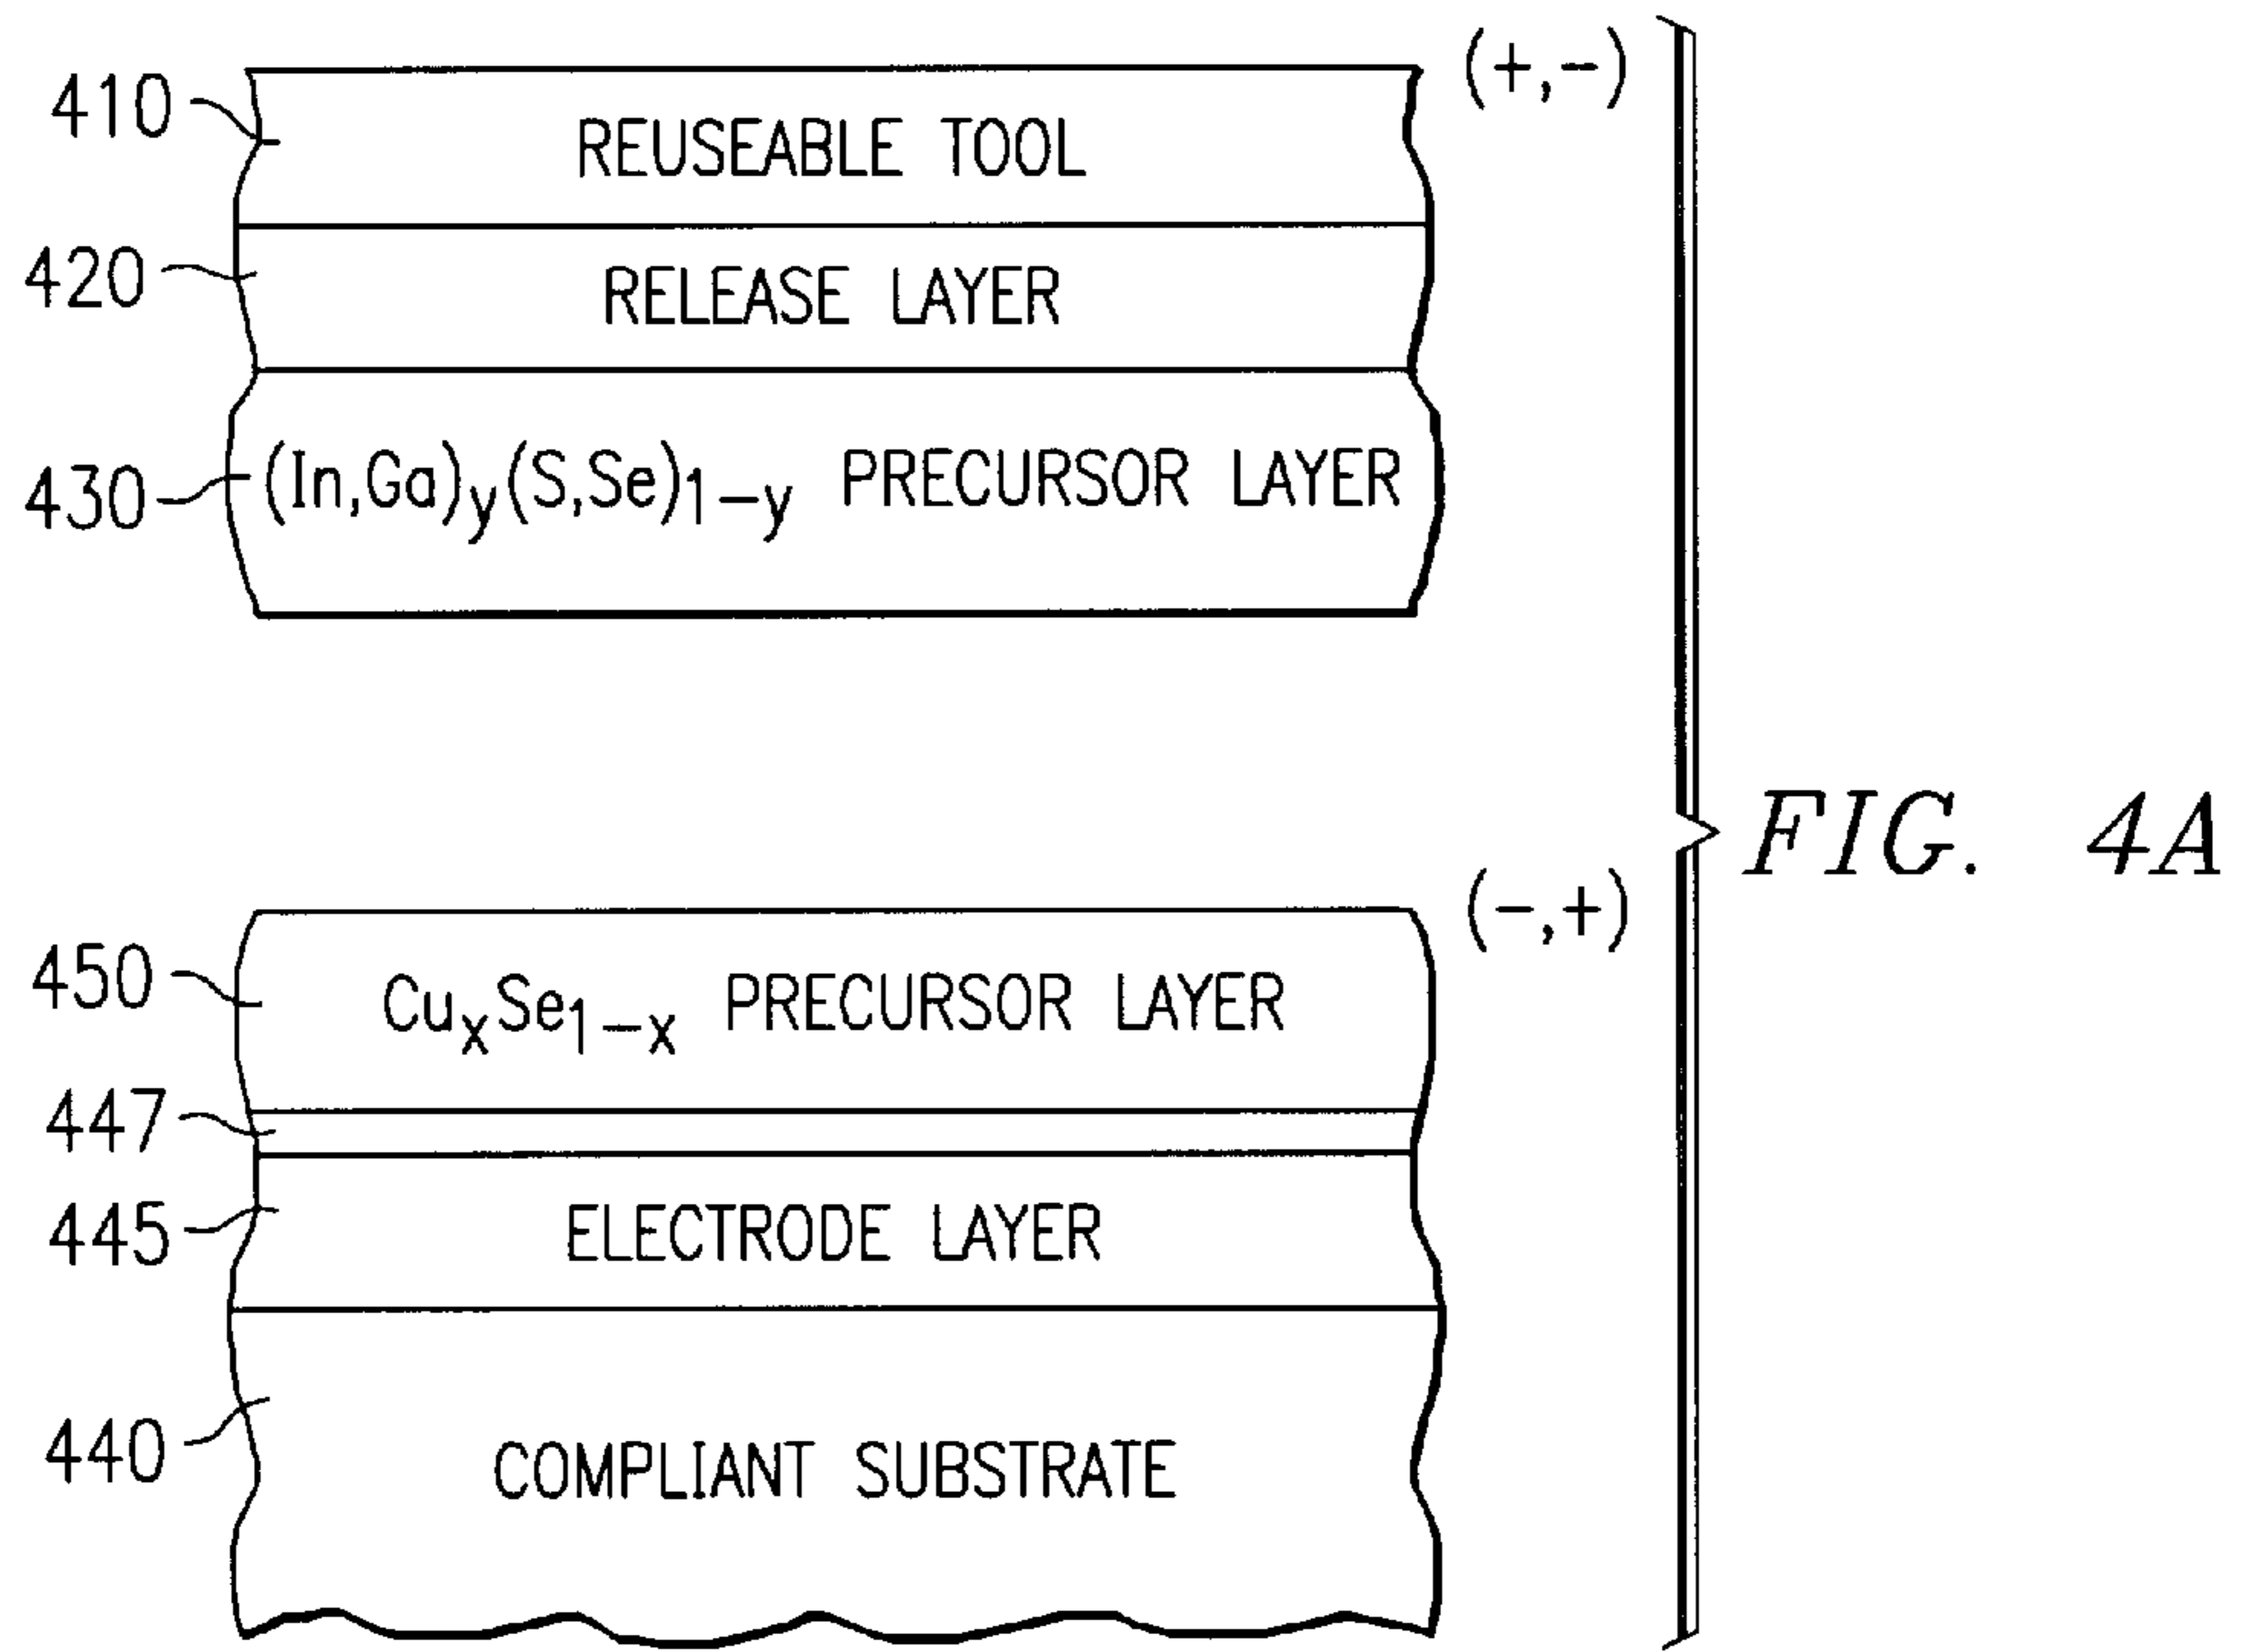 (+,-)
410 REUSEABLE TOOL
420 RELEASE LAYER
430 (In,Ga)y(S,Se)1-y PRECURSOR LAYER
FIG. 4A
(-,+)
450 CuxSe1-x PRECURSOR LAYER
447
445 ELECTRODE LAYER
440 COMPLIANT SUBSTRATE